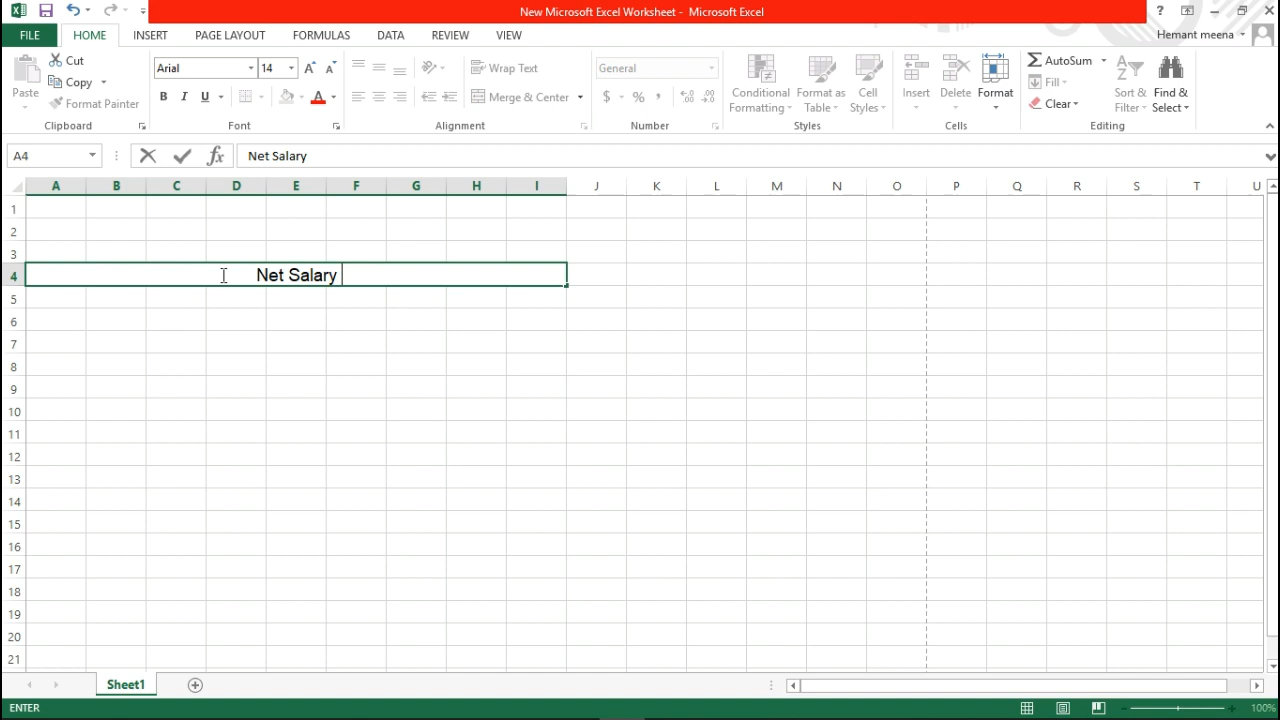 New Microsoft Excel Worksheet - Microsoft Excel
?
FILE HOME INSERT PAGE LAYOUT FORMULAS DATA REVIEW VIEW
Hemant meena
Paste
Cut
Copy
Format Painter
Clipboard
Arial 14
B I U A
Font
Wrap Text
Merge & Center
Alignment
General
$ % ,
Number
Conditional Formatting
Format as Table
Cell Styles
Styles
Insert
Delete
Format
Cells
AutoSum
Fill
Clear
Sort & Filter
Find & Select
Editing
A4
fx
Net Salary
A B C D E F G H I J K L M N O P Q R S T U
1
2
3
4 Net Salary
5
6
7
8
9
10
11
12
13
14
15
16
17
18
19
20
21
Sheet1
ENTER
100%